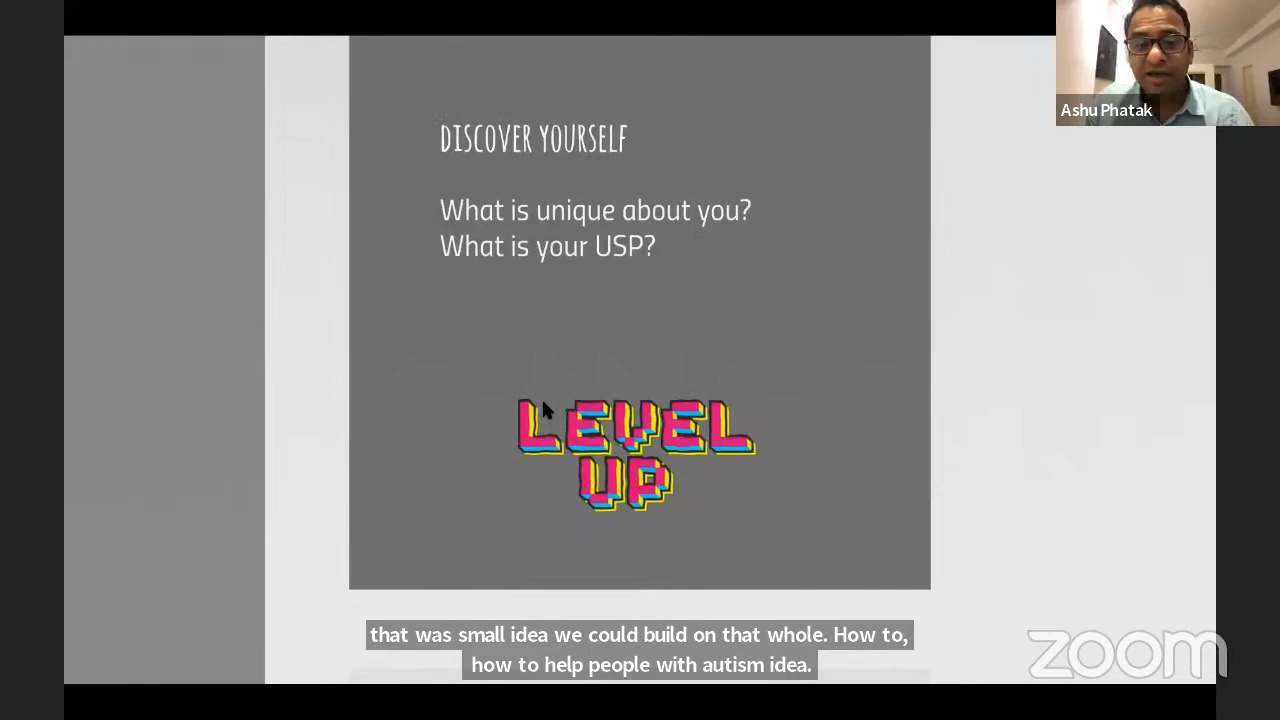 Ashu Phatak
DISCOVER YOURSELF
What is unique about you?
What is your USP?
LEVEL
UP
that was small idea we could build on that whole. How to,
how to help people with autism idea.
zoom